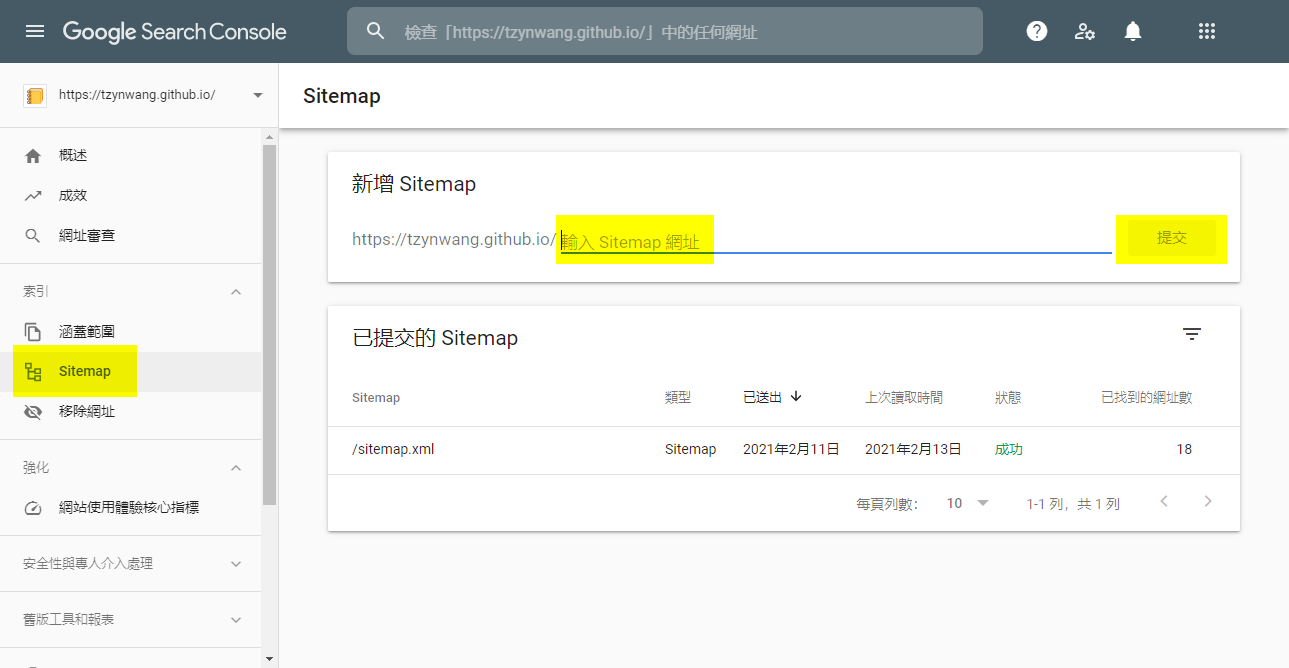 Google Search Console
檢查「https://tzynwang.github.io/」中的任何網址
https://tzynwang.github.io/
Sitemap
概述
成效
網址審查
索引
涵蓋範圍
Sitemap
移除網址
強化
網站使用體驗核心指標
安全性與專人介入處理
舊版工具和報表
新增 Sitemap
https://tzynwang.github.io/ 輸入 Sitemap 網址 提交
已提交的 Sitemap
Sitemap 類型 已送出 上次讀取時間 狀態 已找到的網址數
/sitemap.xml Sitemap 2021年2月11日 2021年2月13日 成功 18
每頁列數： 10 1-1 列，共 1 列